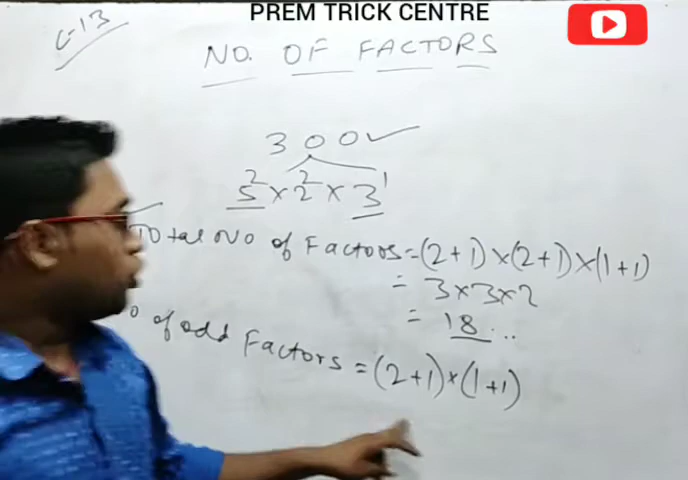 PREM TRICK CENTRE
L-13
NO. OF FACTORS
300 ✓
5² × 2² × 3¹
Total No of Factors = (2+1) × (2+1) × (1+1)
= 3×3×2
= 18...
o of odd Factors = (2+1) × (1+1)